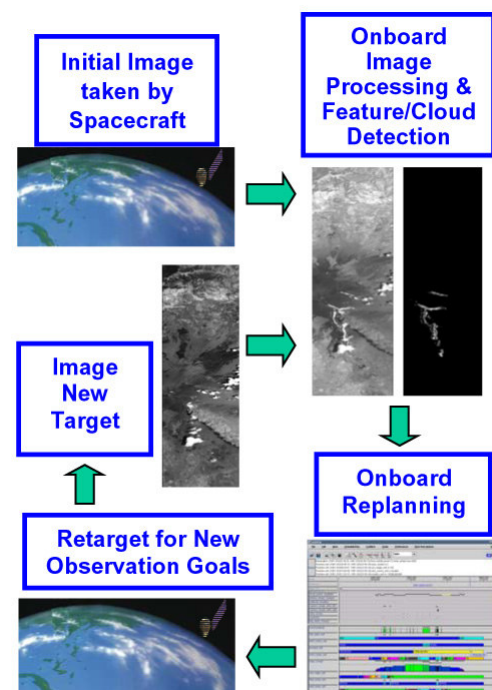 Initial Image
taken by
Spacecraft
Onboard
Image
Processing &
Feature/Cloud
Detection
Image
New
Target
Onboard
Replanning
Retarget for New
Observation Goals